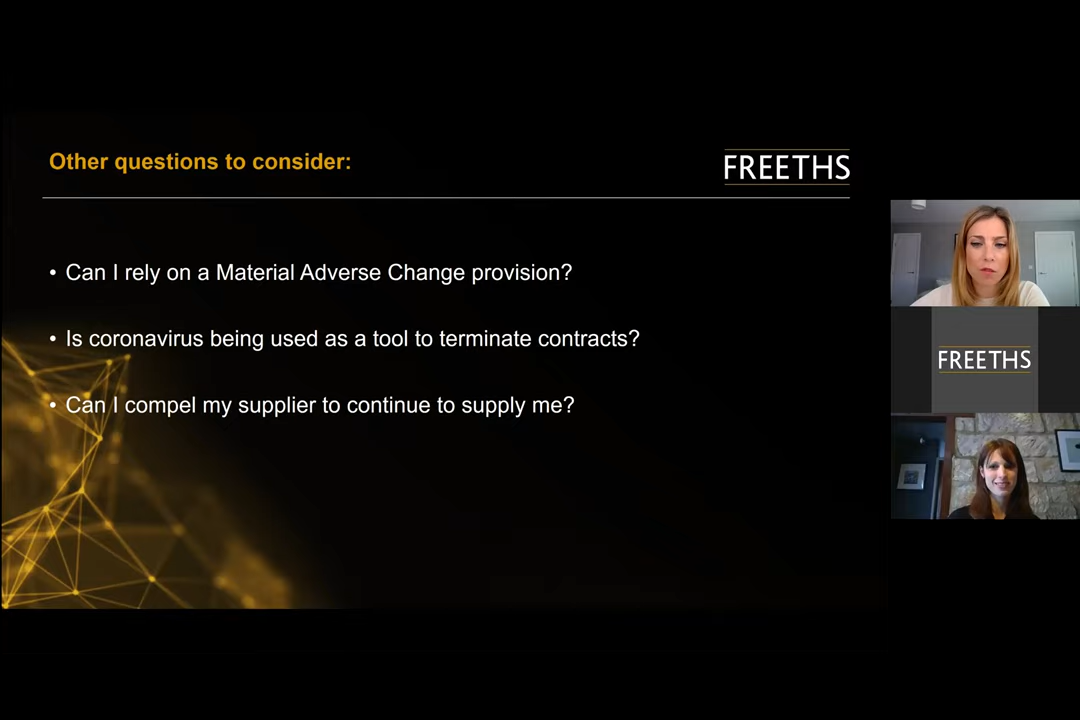 Other questions to consider:
FREETHS
• Can I rely on a Material Adverse Change provision?
• Is coronavirus being used as a tool to terminate contracts?
• Can I compel my supplier to continue to supply me?
FREETHS